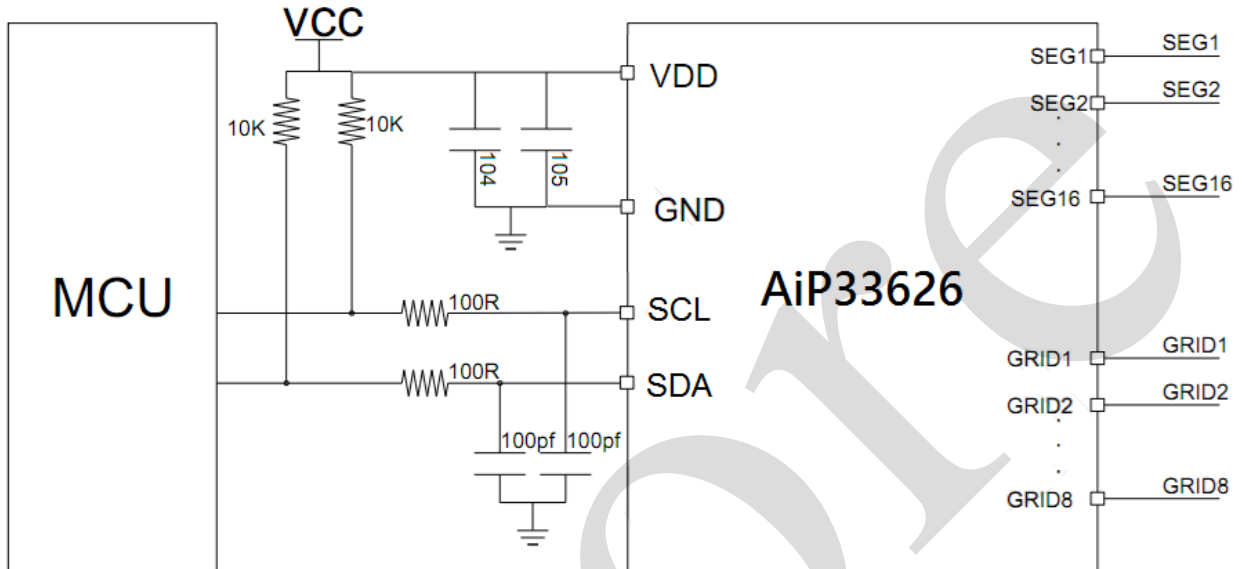 VCC
10K
10K
104
105
VDD
GND
MCU
100R
SCL
100R
SDA
100pf
100pf
AiP33626
SEG1
SEG1
SEG2
SEG2
SEG16
SEG16
GRID1
GRID1
GRID2
GRID2
GRID8
GRID8
ore